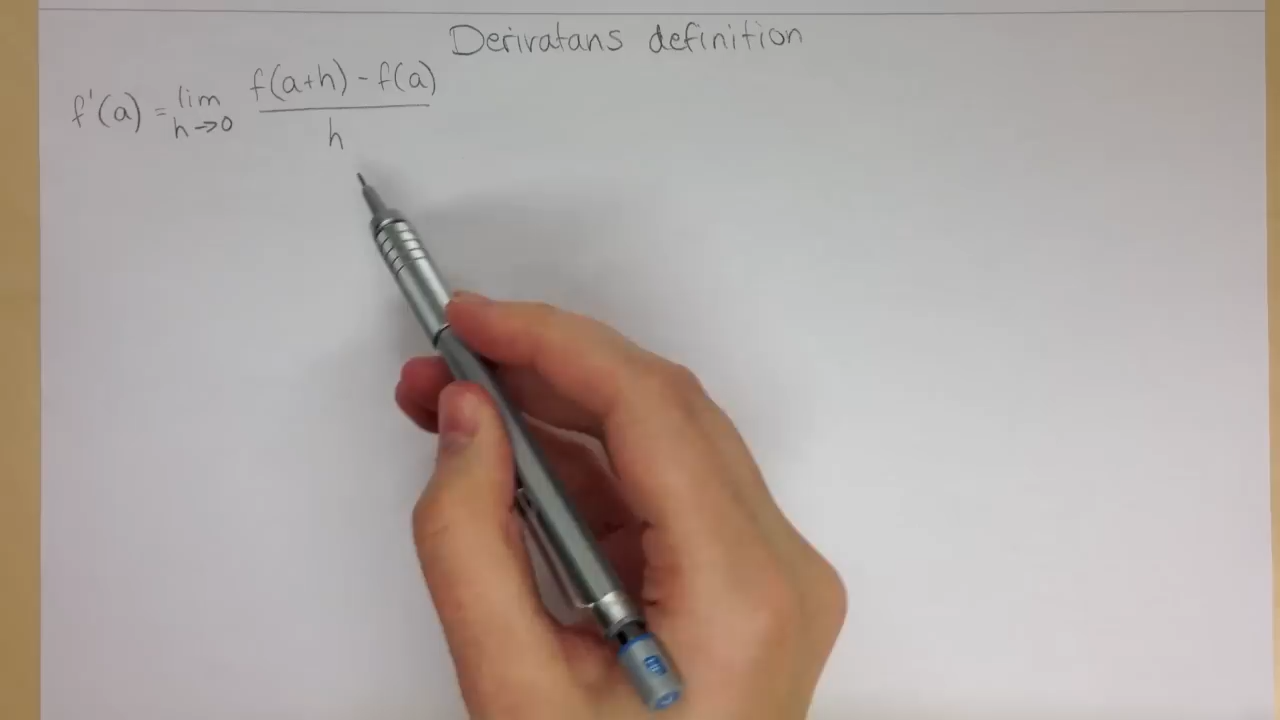 Derivatans definition
f'(a) = lim h→0 f(a+h) - f(a) / h